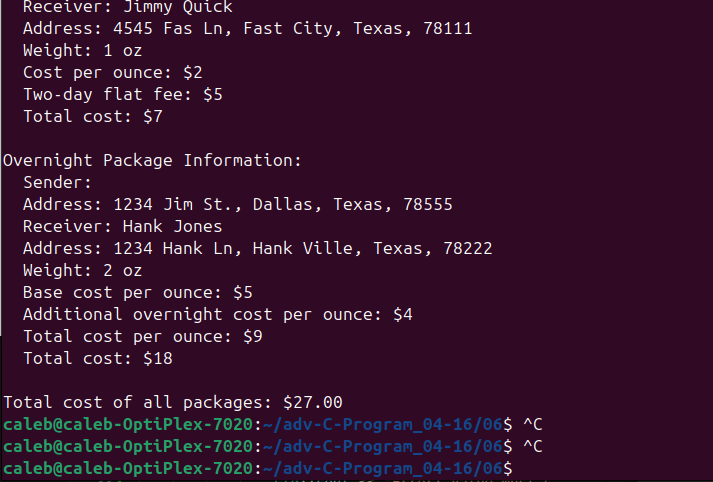 Receiver: Jimmy Quick
Address: 4545 Fas Ln, Fast City, Texas, 78111
Weight: 1 oz
Cost per ounce: $2
Two-day flat fee: $5
Total cost: $7
Overnight Package Information:
Sender:
Address: 1234 Jim St., Dallas, Texas, 78555
Receiver: Hank Jones
Address: 1234 Hank Ln, Hank Ville, Texas, 78222
Weight: 2 oz
Base cost per ounce: $5
Additional overnight cost per ounce: $4
Total cost per ounce: $9
Total cost: $18
Total cost of all packages: $27.00
caleb@caleb-OptiPlex-7020:~/adv-C-Program_04-16/06$ ^C
caleb@caleb-OptiPlex-7020:~/adv-C-Program_04-16/06$ ^C
caleb@caleb-OptiPlex-7020:~/adv-C-Program_04-16/06$